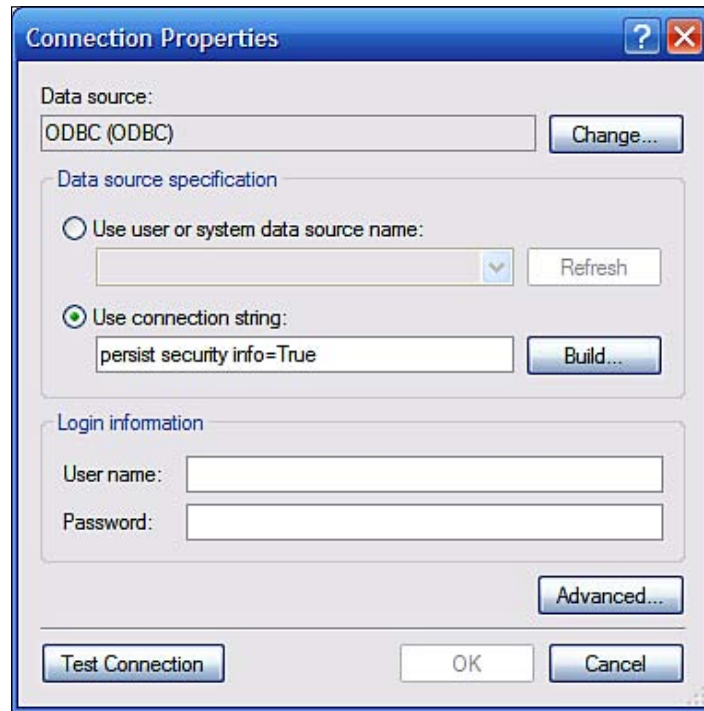 Connection Properties
?
Data source:
ODBC (ODBC)
Change...
Data source specification
Use user or system data source name:
Refresh
Use connection string:
persist security info=True
Build...
Login information
User name:
Password:
Advanced...
Test Connection
OK
Cancel